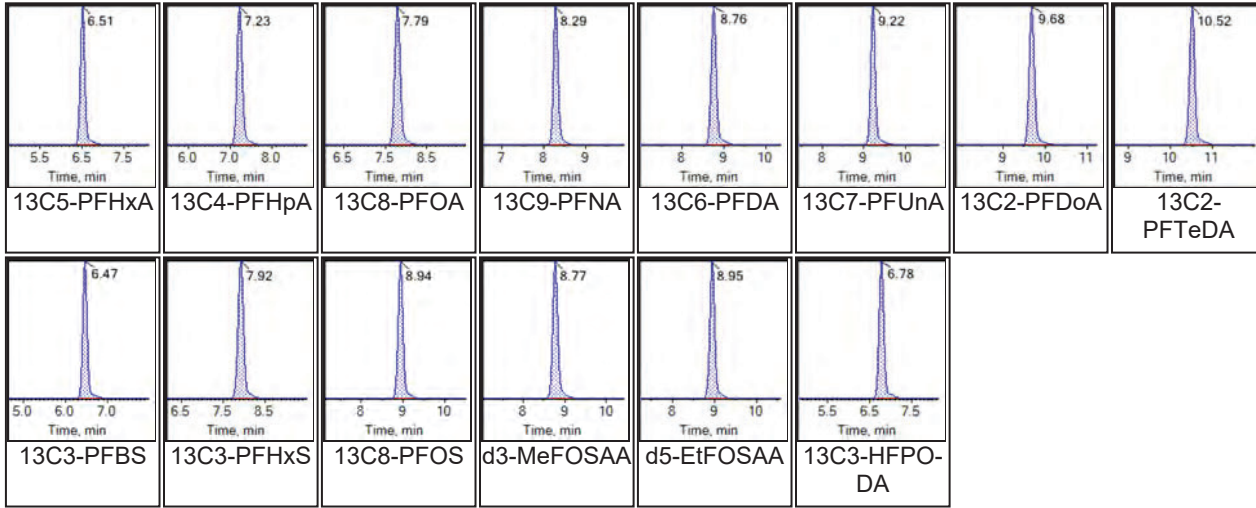 6.51 7.23 7.79 8.29 8.76 9.22 9.68 10.52
5.5 6.5 7.5 6.0 7.0 8.0 6.5 7.5 8.5 7 8 9 8 9 10 8 9 10 9 10 11 9 10 11
Time, min Time, min Time, min Time, min Time, min Time, min Time, min Time, min
13C5-PFHxA 13C4-PFHpA 13C8-PFOA 13C9-PFNA 13C6-PFDA 13C7-PFUnA 13C2-PFDoA 13C2-
PFTeDA
6.47 7.92 8.94 8.77 8.95 6.78
5.0 6.0 7.0 6.5 7.5 8.5 8 9 10 8 9 10 8 9 10 5.5 6.5 7.5
Time, min Time, min Time, min Time, min Time, min Time, min
13C3-PFBS 13C3-PFHxS 13C8-PFOS d3-MeFOSAA d5-EtFOSAA 13C3-HFPO-
DA